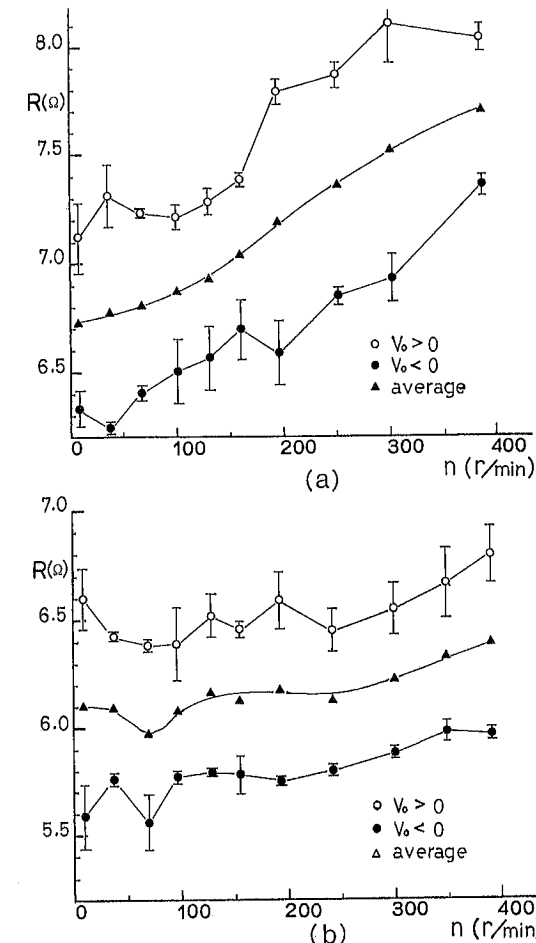 8.0
R(Ω)
7.5
7.0
6.5
○ V₀ > 0
● V₀ < 0
▲ average
0 100 200 300 400
(a) n (r/min)
7.0
R(Ω)
6.5
6.0
5.5
○ V₀ > 0
● V₀ < 0
△ average
0 100 200 300 400
(b) n (r/min)